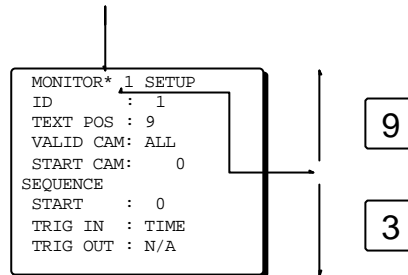 MONITOR* 1 SETUP
ID : 1
TEXT POS : 9
VALID CAM: ALL
START CAM: 0
SEQUENCE
START : 0
TRIG IN : TIME
TRIG OUT : N/A
9
3